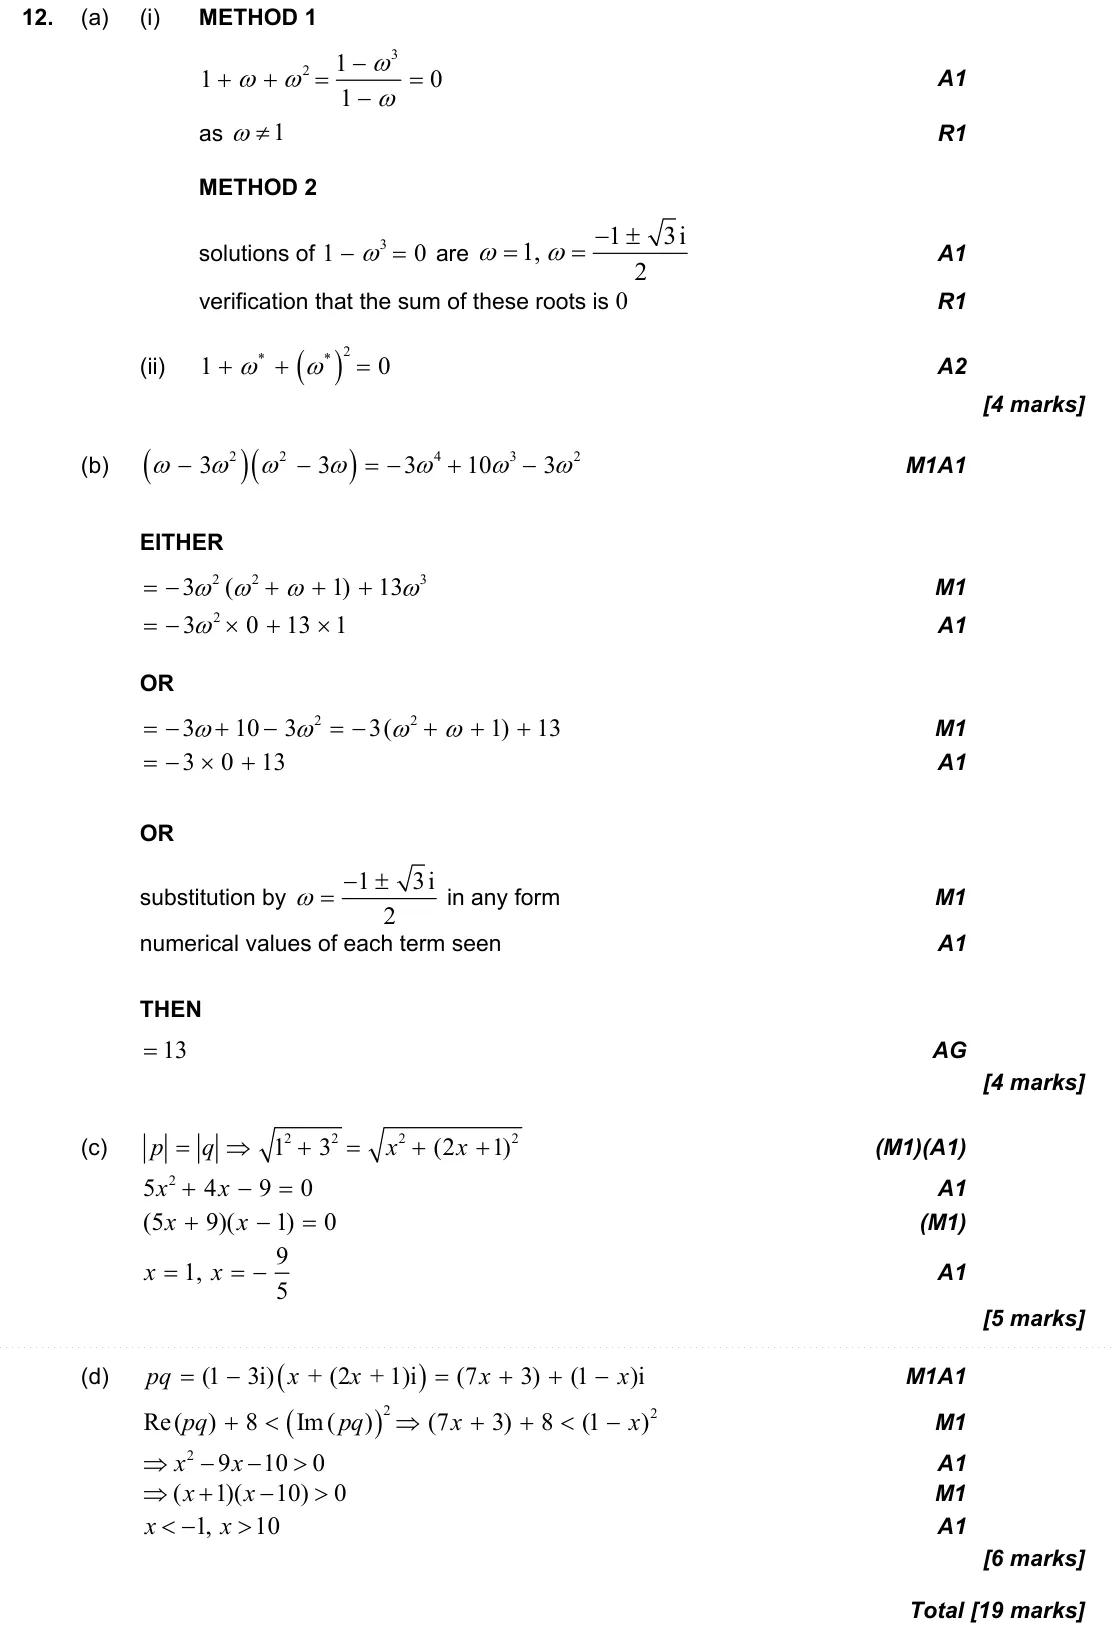 12. (a) (i) METHOD 1
1 + ω + ω² = (1 − ω³)/(1 − ω) = 0 A1
as ω ≠ 1 R1
METHOD 2
solutions of 1 − ω³ = 0 are ω = 1, ω = (−1 ± √3 i)/2 A1
verification that the sum of these roots is 0 R1
(ii) 1 + ω* + (ω*)² = 0 A2
[4 marks]
(b) (ω − 3ω²)(ω² − 3ω) = −3ω⁴ + 10ω³ − 3ω² M1A1
EITHER
= −3ω² (ω² + ω + 1) + 13ω³ M1
= −3ω² × 0 + 13 × 1 A1
OR
= −3ω + 10 − 3ω² = −3(ω² + ω + 1) + 13 M1
= −3 × 0 + 13 A1
OR
substitution by ω = (−1 ± √3 i)/2 in any form M1
numerical values of each term seen A1
THEN
= 13 AG
[4 marks]
(c) |p| = |q| ⇒ √(1² + 3²) = √(x² + (2x + 1)²) (M1)(A1)
5x² + 4x − 9 = 0 A1
(5x + 9)(x − 1) = 0 (M1)
x = 1, x = −9/5 A1
[5 marks]
(d) pq = (1 − 3i)(x + (2x + 1)i) = (7x + 3) + (1 − x)i M1A1
Re(pq) + 8 < (Im(pq))² ⇒ (7x + 3) + 8 < (1 − x)² M1
⇒ x² − 9x − 10 > 0 A1
⇒ (x + 1)(x − 10) > 0 M1
x < −1, x > 10 A1
[6 marks]
Total [19 marks]